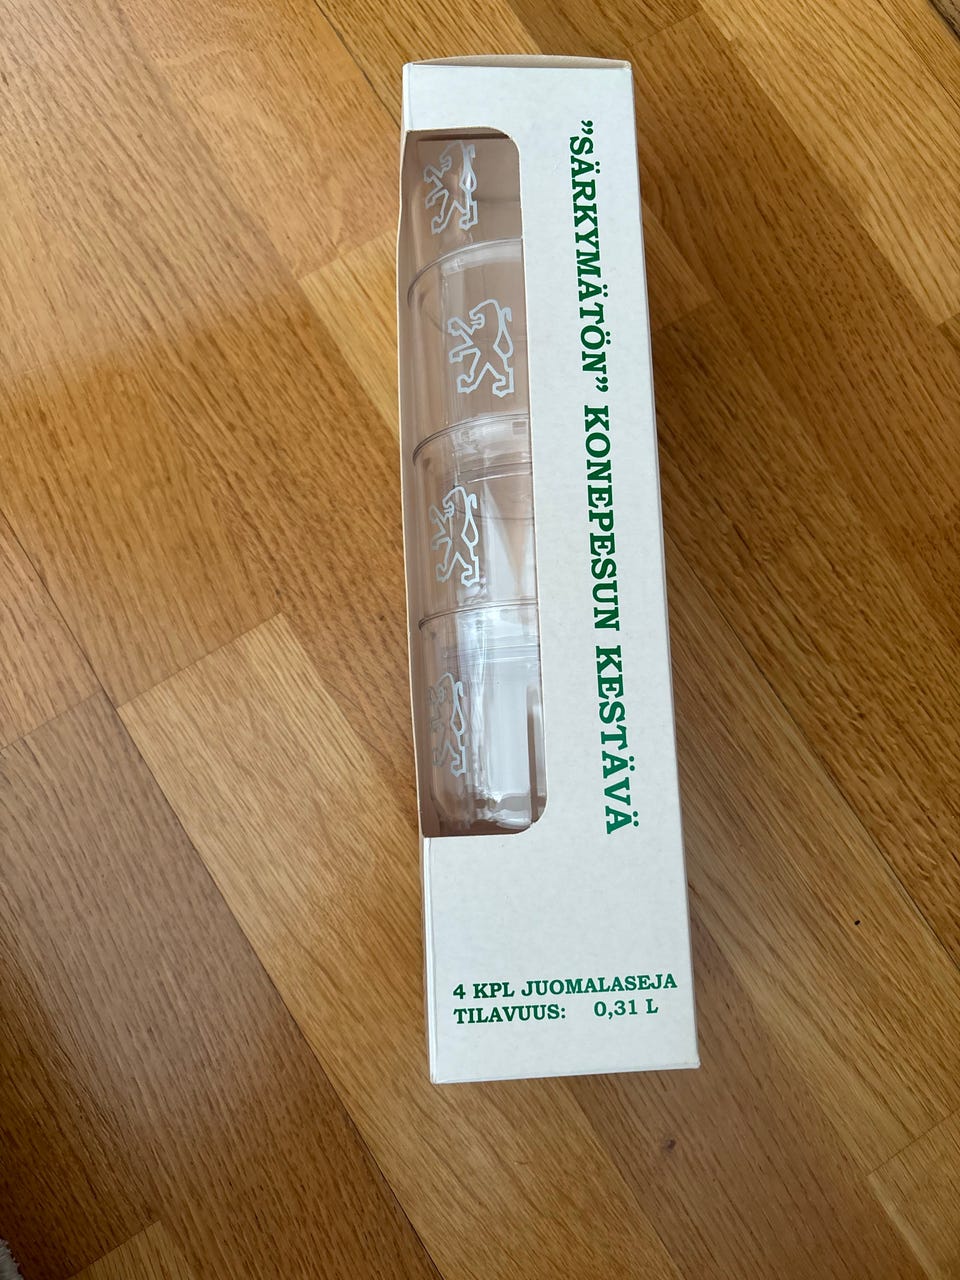 ”SÄRKYMÄTÖN” KONEPESUN KESTÄVÄ
4 KPL JUOMALASEJA
TILAVUUS: 0,31 L